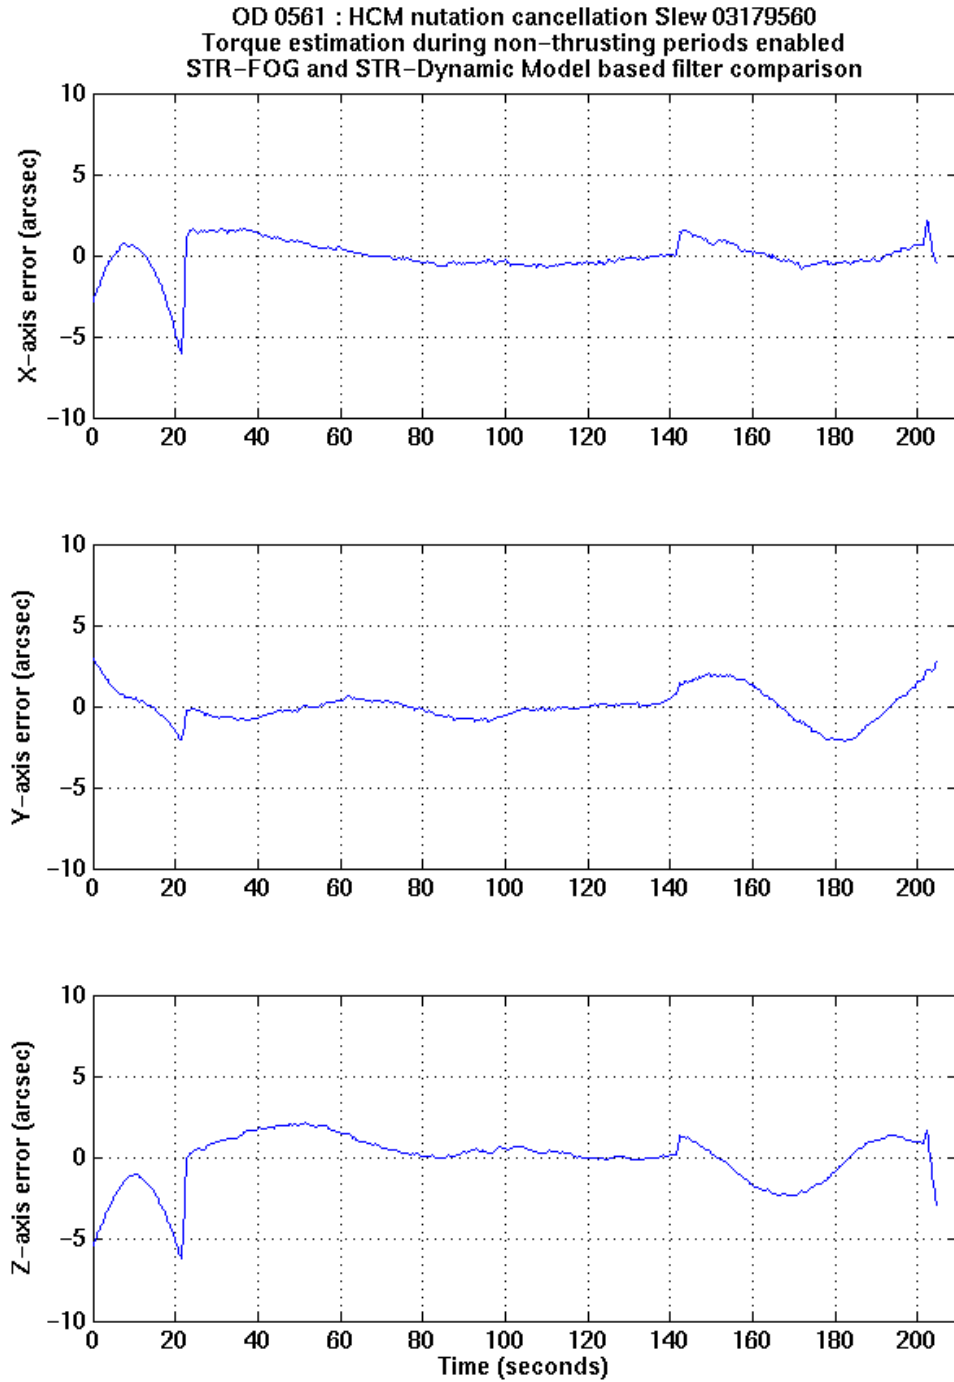 OD 0561 : HCM nutation cancellation Slew 03179560
Torque estimation during non−thrusting periods enabled
STR−FOG and STR−Dynamic Model based filter comparison
10
5
0
−5
−10
X−axis error (arcsec)
0 20 40 60 80 100 120 140 160 180 200
10
5
0
−5
−10
Y−axis error (arcsec)
0 20 40 60 80 100 120 140 160 180 200
10
5
0
−5
−10
Z−axis error (arcsec)
0 20 40 60 80 100 120 140 160 180 200
Time (seconds)